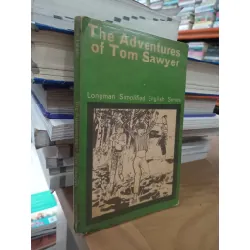 The Adventures
of Tom Sawyer
Longman Simplified English Series